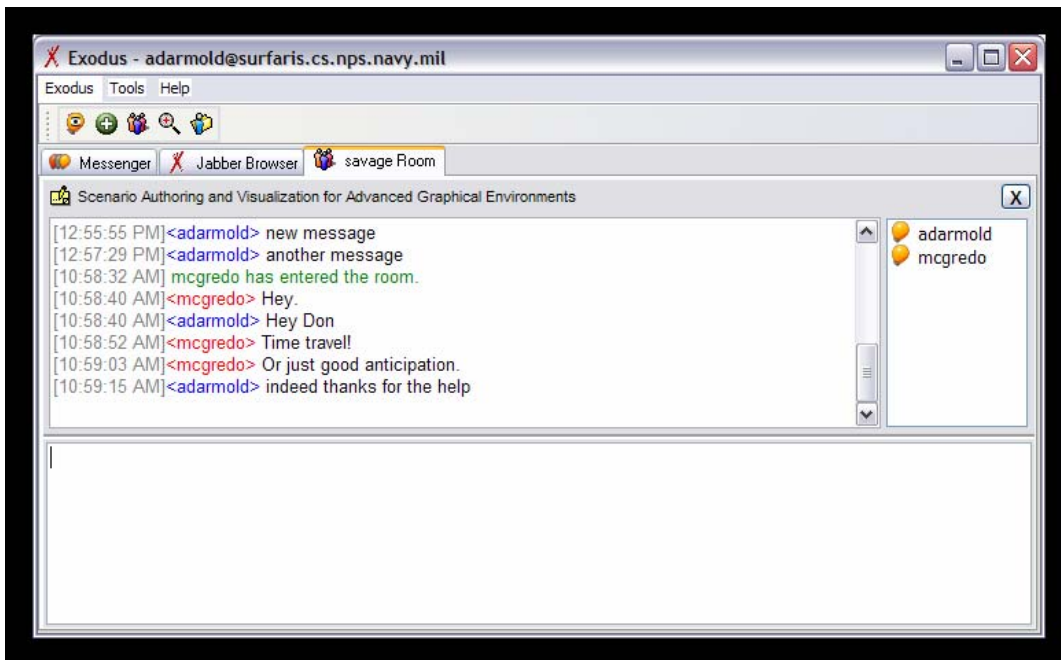 Exodus - adarmold@surfaris.cs.nps.navy.mil
Exodus Tools Help
Messenger Jabber Browser savage Room
Scenario Authoring and Visualization for Advanced Graphical Environments X
[12:55:55 PM]<adarmold> new message
[12:57:29 PM]<adarmold> another message
[10:58:32 AM] mcgredo has entered the room.
[10:58:40 AM]<mcgredo> Hey.
[10:58:40 AM]<adarmold> Hey Don
[10:58:52 AM]<mcgredo> Time travel!
[10:59:03 AM]<mcgredo> Or just good anticipation.
[10:59:15 AM]<adarmold> indeed thanks for the help
adarmold
mcgredo